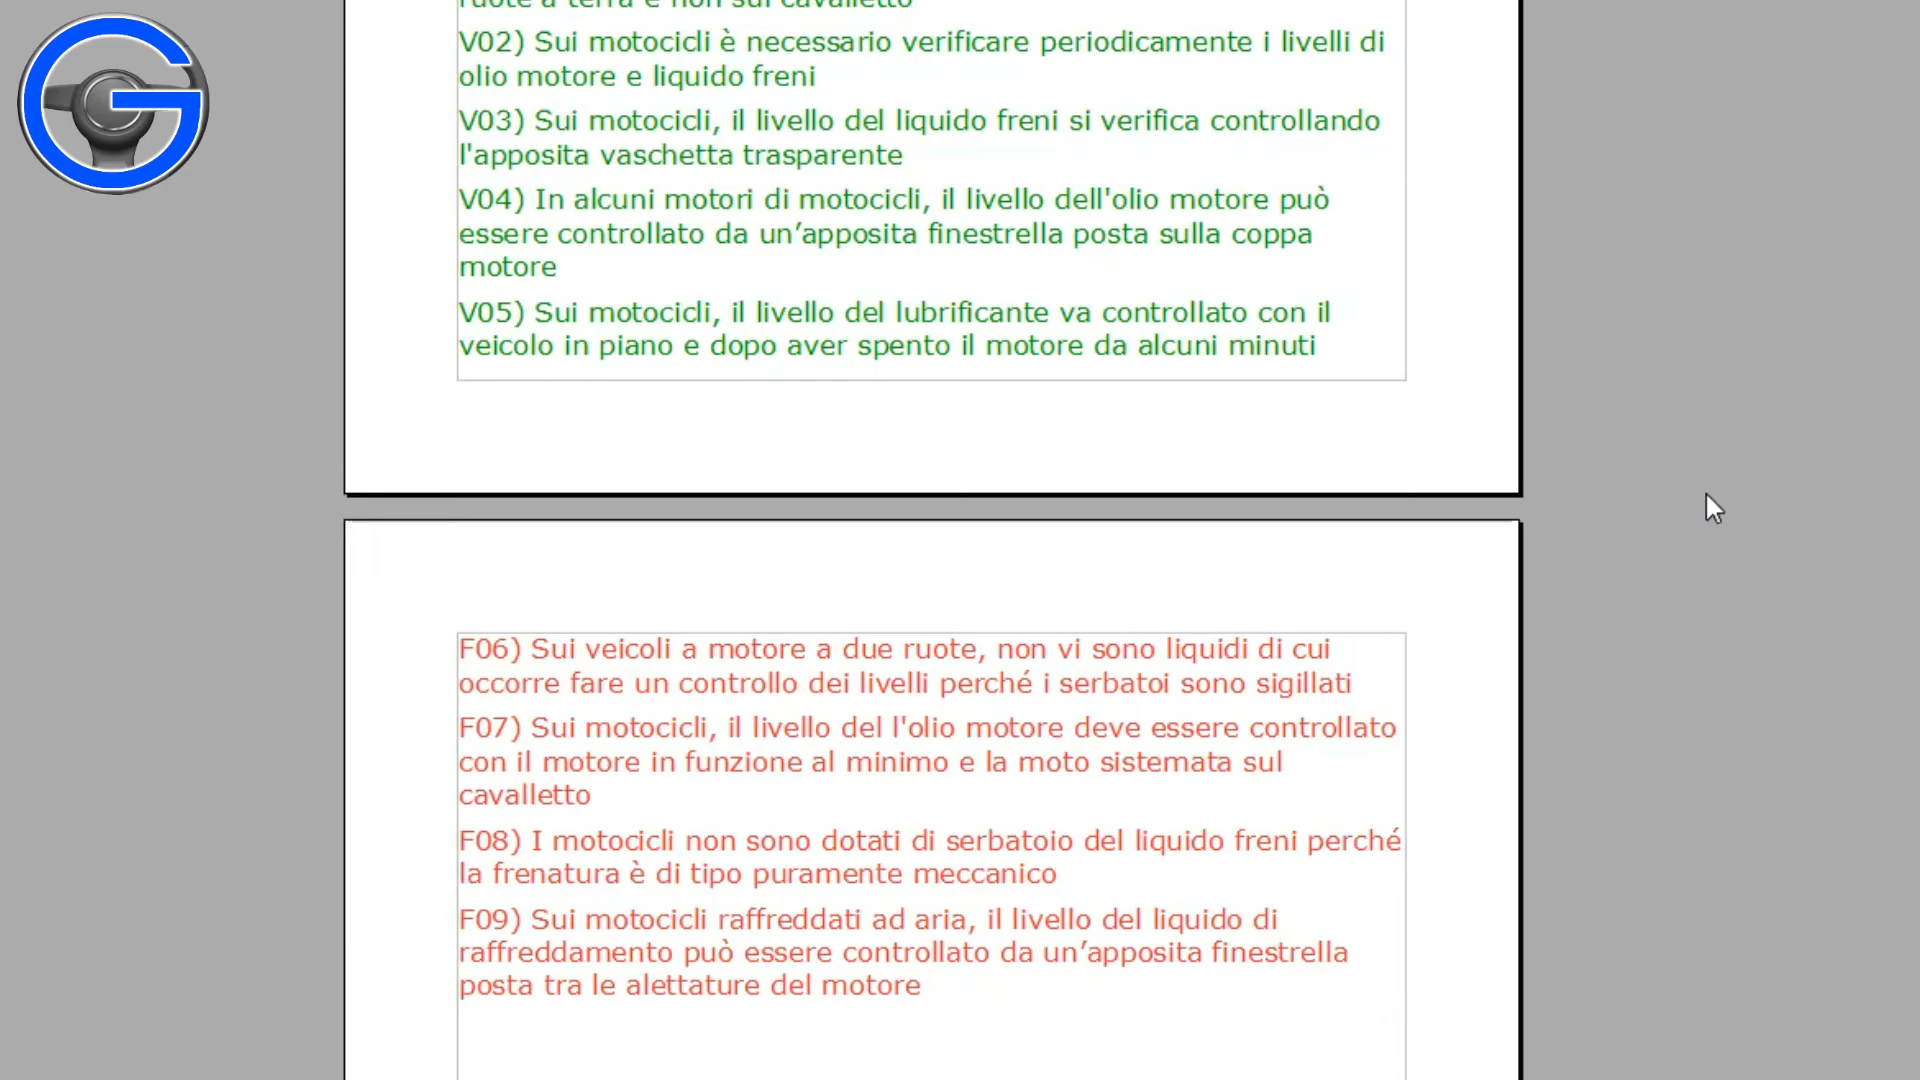 ruote a terra e non sul cavalletto
V02) Sui motocicli è necessario verificare periodicamente i livelli di
olio motore e liquido freni
V03) Sui motocicli, il livello del liquido freni si verifica controllando
l'apposita vaschetta trasparente
V04) In alcuni motori di motocicli, il livello dell'olio motore può
essere controllato da un’apposita finestrella posta sulla coppa
motore
V05) Sui motocicli, il livello del lubrificante va controllato con il
veicolo in piano e dopo aver spento il motore da alcuni minuti
F06) Sui veicoli a motore a due ruote, non vi sono liquidi di cui
occorre fare un controllo dei livelli perché i serbatoi sono sigillati
F07) Sui motocicli, il livello del l'olio motore deve essere controllato
con il motore in funzione al minimo e la moto sistemata sul
cavalletto
F08) I motocicli non sono dotati di serbatoio del liquido freni perché
la frenatura è di tipo puramente meccanico
F09) Sui motocicli raffreddati ad aria, il livello del liquido di
raffreddamento può essere controllato da un’apposita finestrella
posta tra le alettature del motore